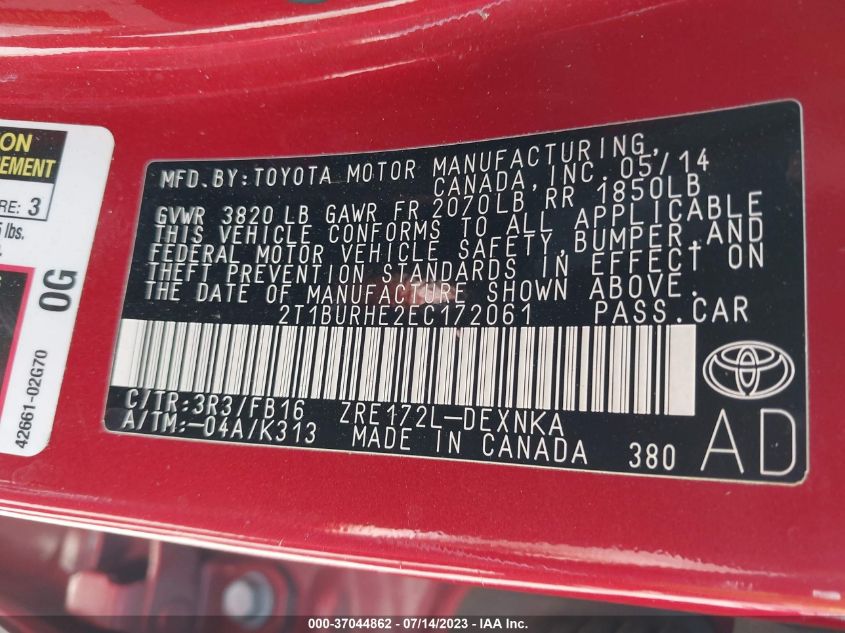 ION
CEMENT
RE: 3
lbs.
0G
42661-02G70
MFD.BY:TOYOTA MOTOR MANUFACTURING,
CANADA, INC. 05/14
GVWR 3820 LB GAWR FR 2070LB RR 1850LB
THIS VEHICLE CONFORMS TO ALL APPLICABLE
FEDERAL MOTOR VEHICLE SAFETY, BUMPER, AND
THEFT PREVENTION STANDARDS IN EFFECT ON
THE DATE OF MANUFACTURE SHOWN ABOVE.
2T1BURHE2EC172061 PASS.CAR
C/TR:3R3/FB16 ZRE172L-DEXNKA
A/TM:-04A/K313 MADE IN CANADA 380
AD
000-37044862 - 07/14/2023 - IAA Inc.